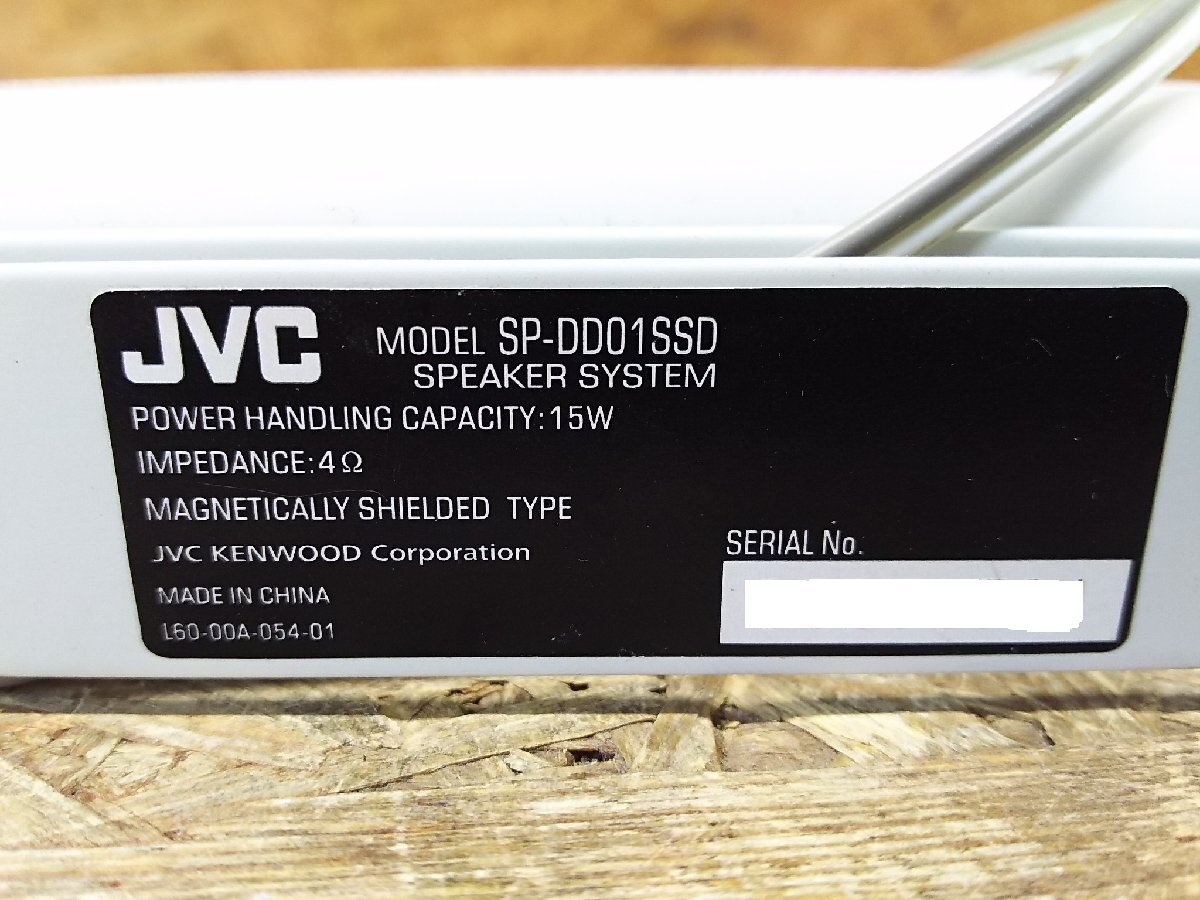 JVC MODEL SP-DD01SSD
SPEAKER SYSTEM
POWER HANDLING CAPACITY:15W
IMPEDANCE:4Ω
MAGNETICALLY SHIELDED TYPE
JVC KENWOOD Corporation
MADE IN CHINA
L60-00A-054-01
SERIAL No.